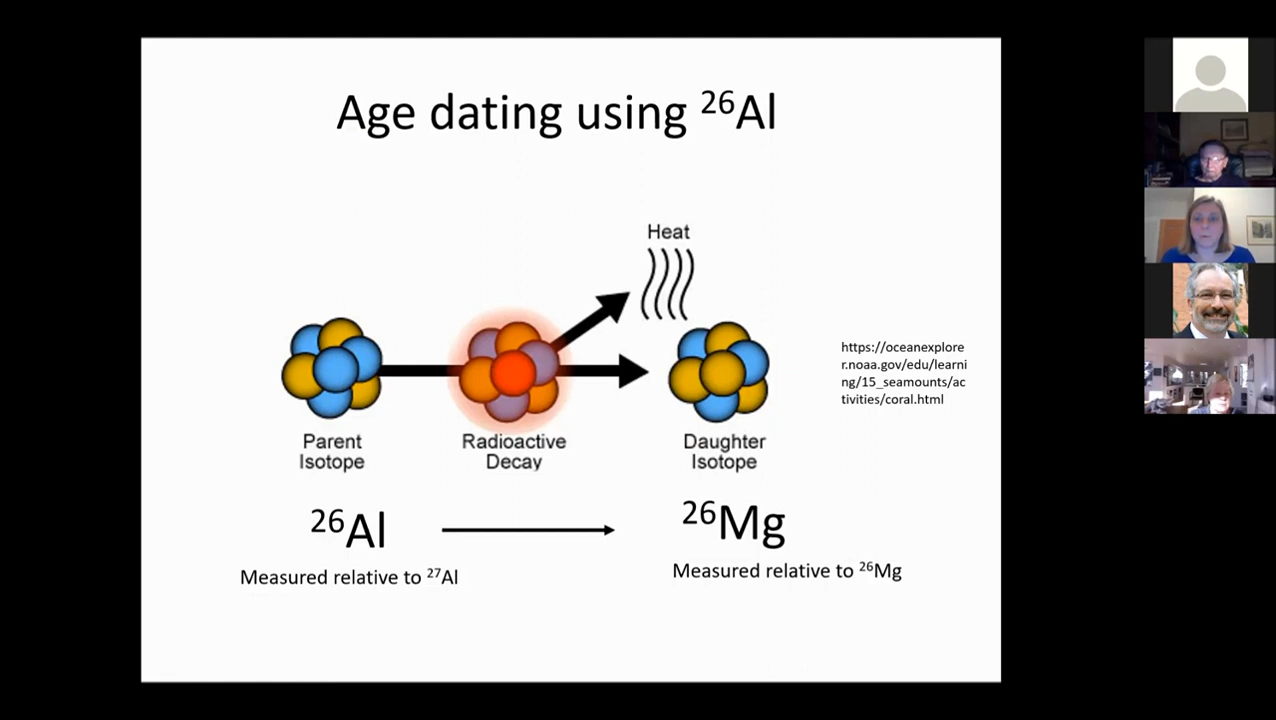 Age dating using ²⁶Al
Heat
https://oceanexplore
r.noaa.gov/edu/learni
ng/15_seamounts/ac
tivities/coral.html
Parent
Isotope
Radioactive
Decay
Daughter
Isotope
²⁶Al
²⁶Mg
Measured relative to ²⁷Al
Measured relative to ²⁶Mg